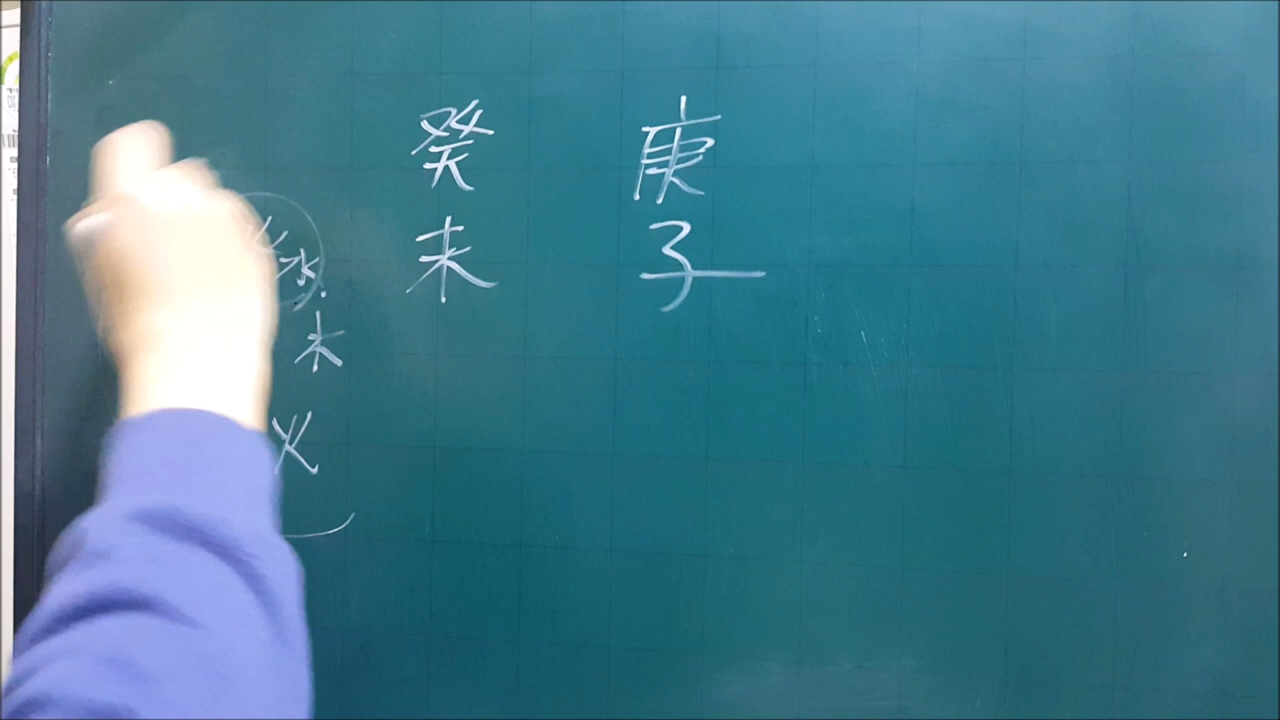 癸 庚
未 子
水
木
火